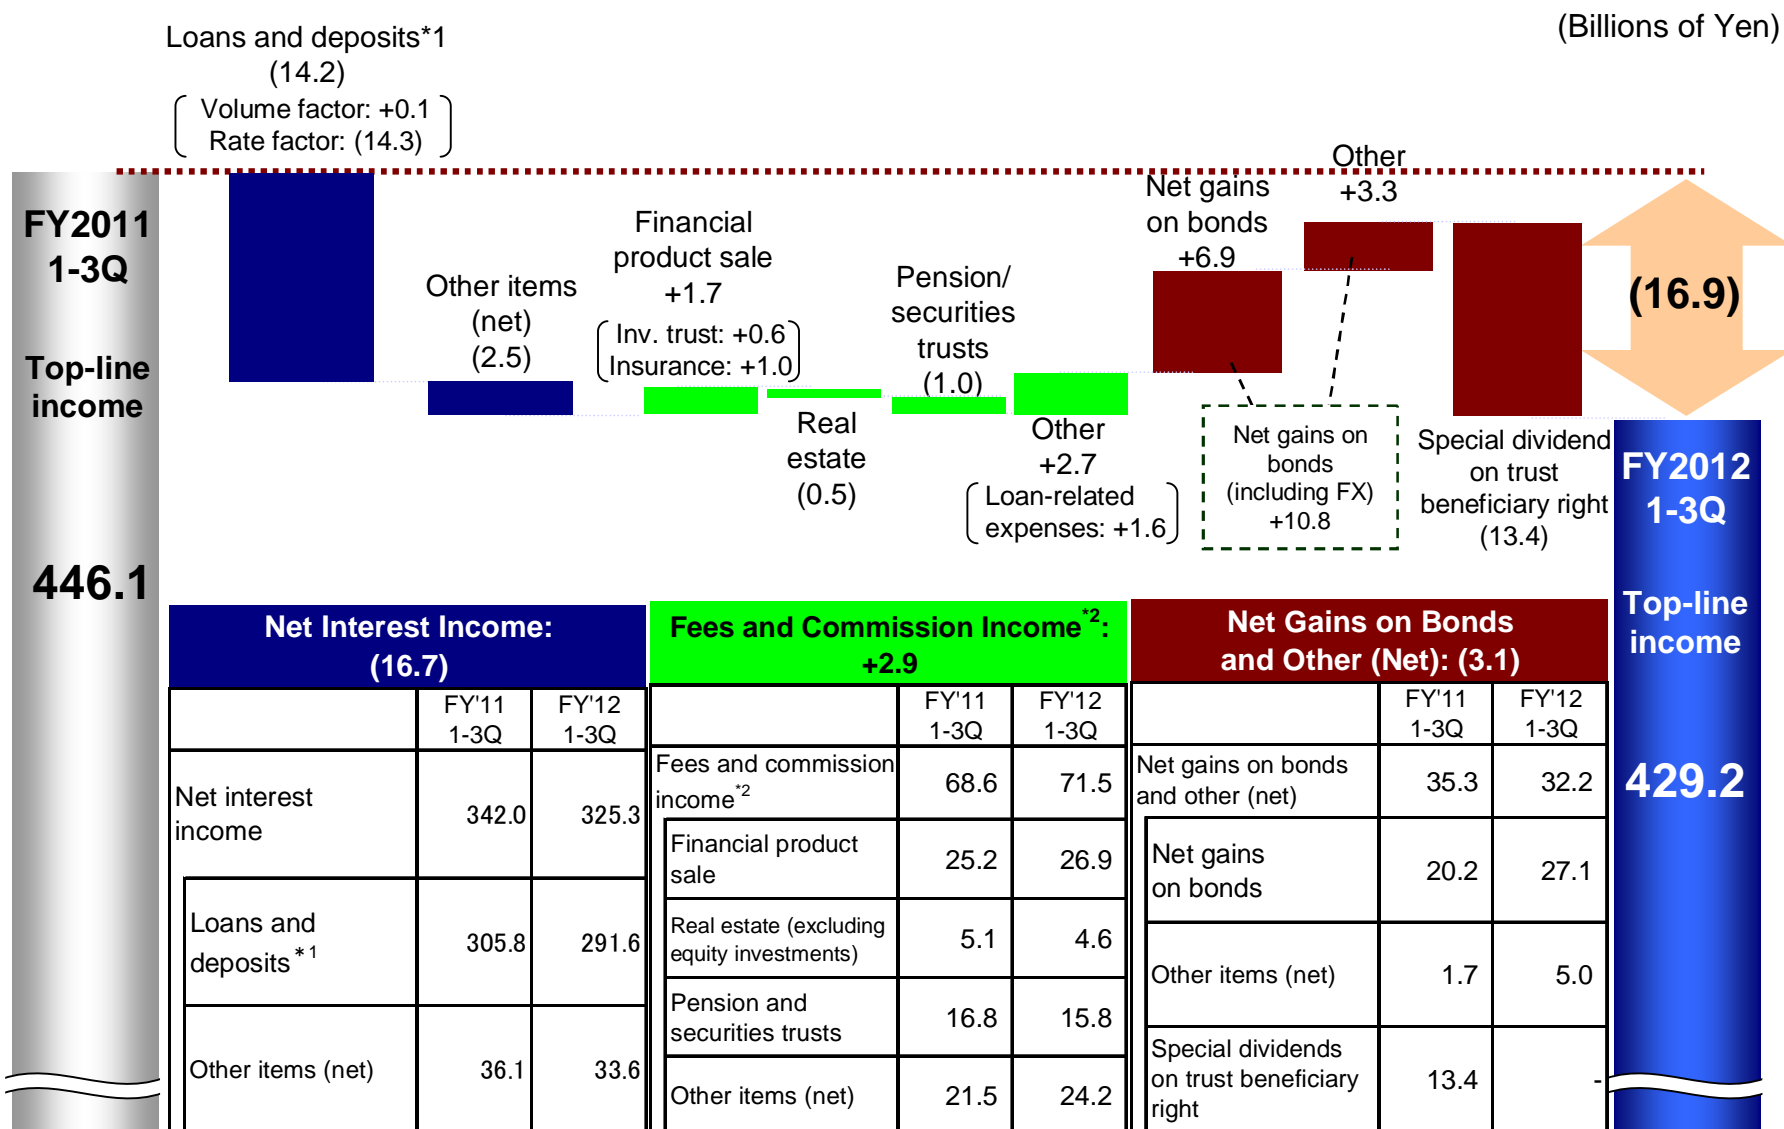 (Billions of Yen)
Loans and deposits*1
(14.2)
Volume factor: +0.1
Rate factor: (14.3)
FY2011
1-3Q
Top-line
income
446.1
Other items
(net)
(2.5)
Financial
product sale
+1.7
Inv. trust: +0.6
Insurance: +1.0
Real
estate
(0.5)
Pension/
securities
trusts
(1.0)
Other
+2.7
Loan-related
expenses: +1.6
Net gains
on bonds
+6.9
Other
+3.3
Net gains on
bonds
(including FX)
+10.8
Special dividend
on trust
beneficiary right
(13.4)
(16.9)
FY2012
1-3Q
Top-line
income
429.2
Net Interest Income:
(16.7)
FY'11 FY'12
1-3Q 1-3Q
Net interest
income 342.0 325.3
Loans and
deposits*1 305.8 291.6
Other items (net) 36.1 33.6
Fees and Commission Income*2:
+2.9
FY'11 FY'12
1-3Q 1-3Q
Fees and commission
income*2 68.6 71.5
Financial product
sale 25.2 26.9
Real estate (excluding
equity investments) 5.1 4.6
Pension and
securities trusts 16.8 15.8
Other items (net) 21.5 24.2
Net Gains on Bonds
and Other (Net): (3.1)
FY'11 FY'12
1-3Q 1-3Q
Net gains on bonds
and other (net) 35.3 32.2
Net gains
on bonds 20.2 27.1
Other items (net) 1.7 5.0
Special dividends
on trust beneficiary 13.4 -
right